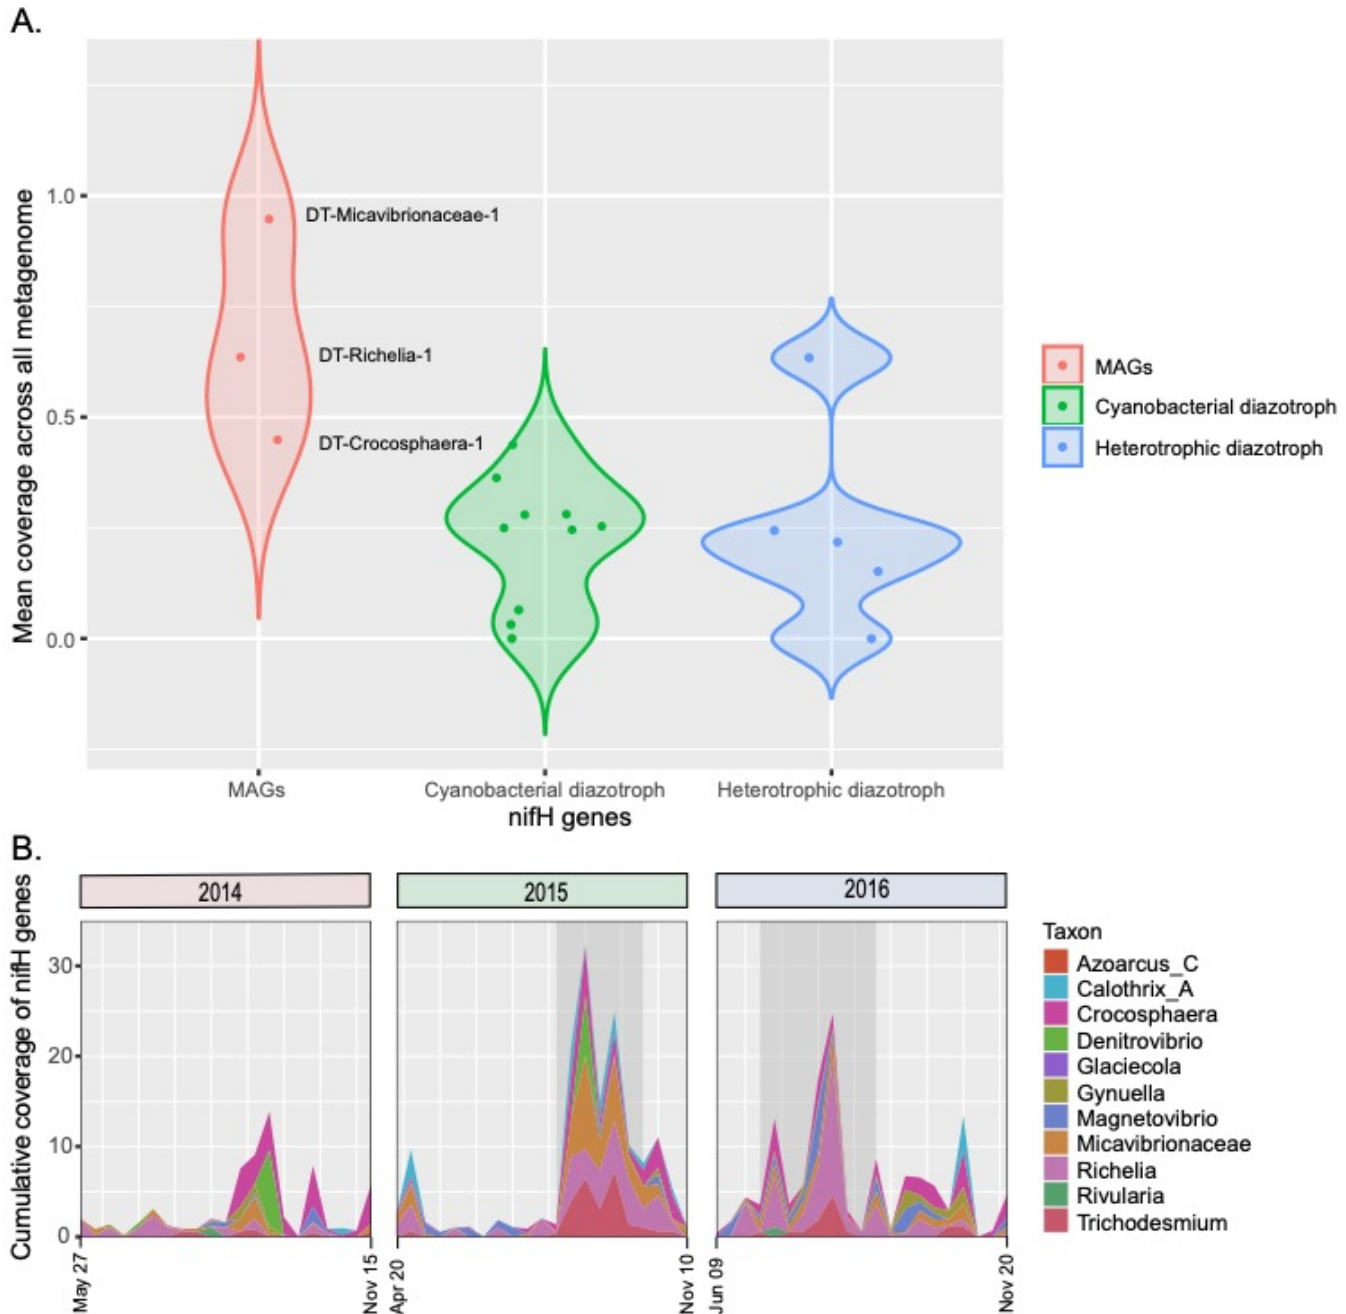 A.
Mean coverage across all metagenome
1.0
0.5
0.0
DT-Micavibrionaceae-1
DT-Richelia-1
DT-Crocosphaera-1
MAGs
Cyanobacterial diazotroph
Heterotrophic diazotroph
nifH genes
MAGs
Cyanobacterial diazotroph
Heterotrophic diazotroph
B.
Cumulative coverage of nifH genes
30
20
10
0
2014
2015
2016
May 27
Nov 15
Apr 20
Nov 10
Jun 09
Nov 20
Taxon
Azoarcus_C
Calothrix_A
Crocosphaera
Denitrovibrio
Glaciecola
Gynuella
Magnetovibrio
Micavibrionaceae
Richelia
Rivularia
Trichodesmium